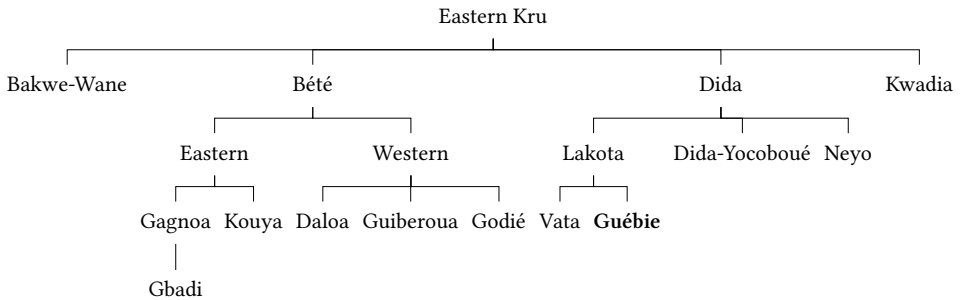 Eastern Kru
Bakwe-Wane Bété Dida Kwadia
Eastern Western Lakota Dida-Yocoboué Neyo
Gagnoa Kouya Daloa Guiberoua Godié Vata Guébie
Gbadi